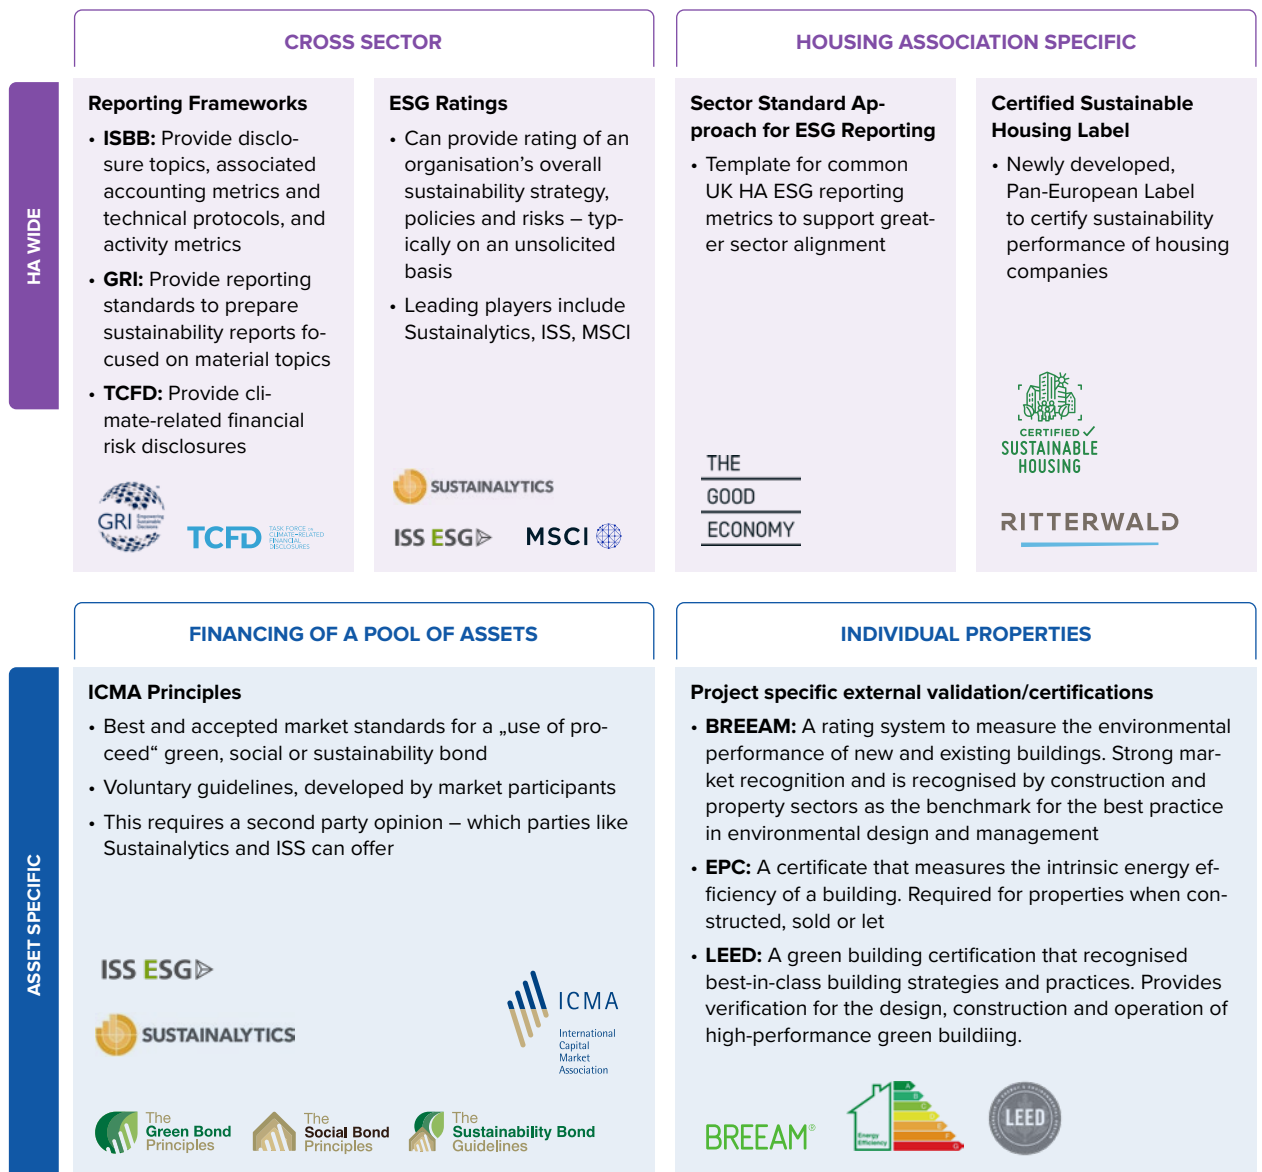 CROSS SECTOR
HOUSING ASSOCIATION SPECIFIC
HA WIDE
Reporting Frameworks
• ISBB: Provide disclo-
sure topics, associated
accounting metrics and
technical protocols, and
activity metrics
• GRI: Provide reporting
standards to prepare
sustainability reports fo-
cused on material topics
• TCFD: Provide cli-
mate-related financial
risk disclosures
GRI
Empowering
Sustainable
Decisions
TCFD
TASK FORCE ON
CLIMATE-RELATED
FINANCIAL
DISCLOSURES
ESG Ratings
• Can provide rating of an
organisation's overall
sustainability strategy,
policies and risks – typ-
ically on an unsolicited
basis
• Leading players include
Sustainalytics, ISS, MSCI
SUSTAINALYTICS
ISS ESG
MSCI
Sector Standard Ap-
proach for ESG Reporting
• Template for common
UK HA ESG reporting
metrics to support great-
er sector alignment
THE
GOOD
ECONOMY
Certified Sustainable
Housing Label
• Newly developed,
Pan-European Label
to certify sustainability
performance of housing
companies
CERTIFIED
SUSTAINABLE
HOUSING
RITTERWALD
FINANCING OF A POOL OF ASSETS
INDIVIDUAL PROPERTIES
ASSET SPECIFIC
ICMA Principles
• Best and accepted market standards for a „use of pro-
ceed“ green, social or sustainability bond
• Voluntary guidelines, developed by market participants
• This requires a second party opinion – which parties like
Sustainalytics and ISS can offer
ISS ESG
SUSTAINALYTICS
ICMA
International
Capital
Market
Association
The
Green Bond
Principles
The
Social Bond
Principles
The
Sustainability Bond
Guidelines
Project specific external validation/certifications
• BREEAM: A rating system to measure the environmental
performance of new and existing buildings. Strong mar-
ket recognition and is recognised by construction and
property sectors as the benchmark for the best practice
in environmental design and management
• EPC: A certificate that measures the intrinsic energy ef-
ficiency of a building. Required for properties when con-
structed, sold or let
• LEED: A green building certification that recognised
best-in-class building strategies and practices. Provides
verification for the design, construction and operation of
high-performance green buildiing.
BREEAM®
Energy
Efficiency
A
B
C
D
E
F
G
LEED